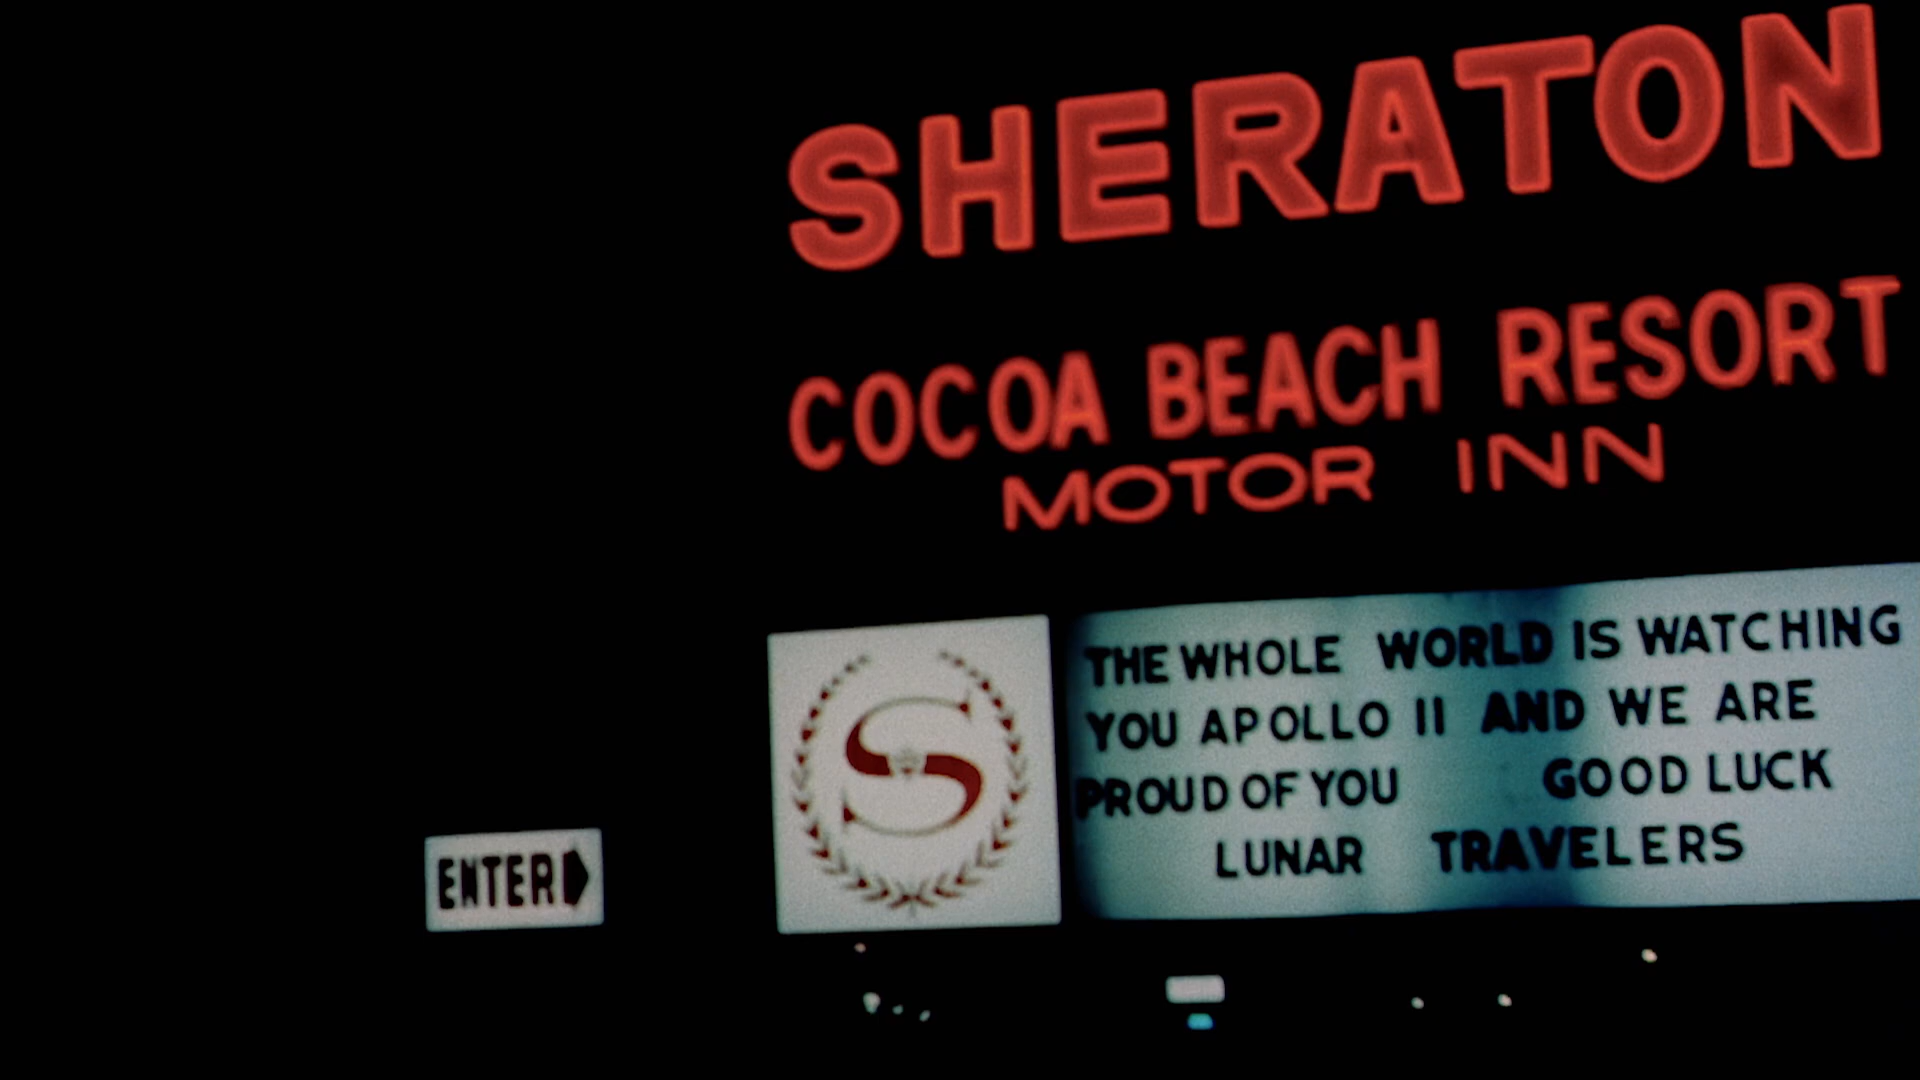 SHERATON
COCOA BEACH RESORT
MOTOR INN
S
THE WHOLE WORLD IS WATCHING
YOU APOLLO II AND WE ARE
PROUD OF YOU GOOD LUCK
LUNAR TRAVELERS
ENTER